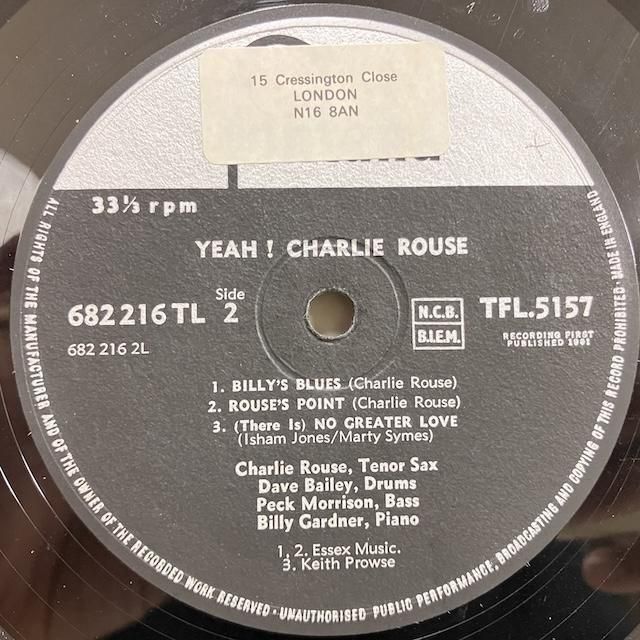 15 Cressington Close
LONDON
N16 8AN
33⅓ rpm
YEAH ! CHARLIE ROUSE
682 216 TL
Side
2
682 216 2L
N.C.B.
B.I.E.M.
TFL.5157
RECORDING FIRST
PUBLISHED 1961
1. BILLY'S BLUES (Charlie Rouse)
2. ROUSE'S POINT (Charlie Rouse)
3. (There Is) NO GREATER LOVE
(Isham Jones/Marty Symes)
Charlie Rouse, Tenor Sax
Dave Bailey, Drums
Peck Morrison, Bass
Billy Gardner, Piano
1, 2. Essex Music.
3. Keith Prowse
ALL RIGHTS OF THE MANUFACTURER AND OF THE OWNER OF THE RECORDED WORK RESERVED · UNAUTHORISED PUBLIC PERFORMANCE, BROADCASTING AND COPYING OF THIS RECORD PROHIBITED · MADE IN ENGLAND